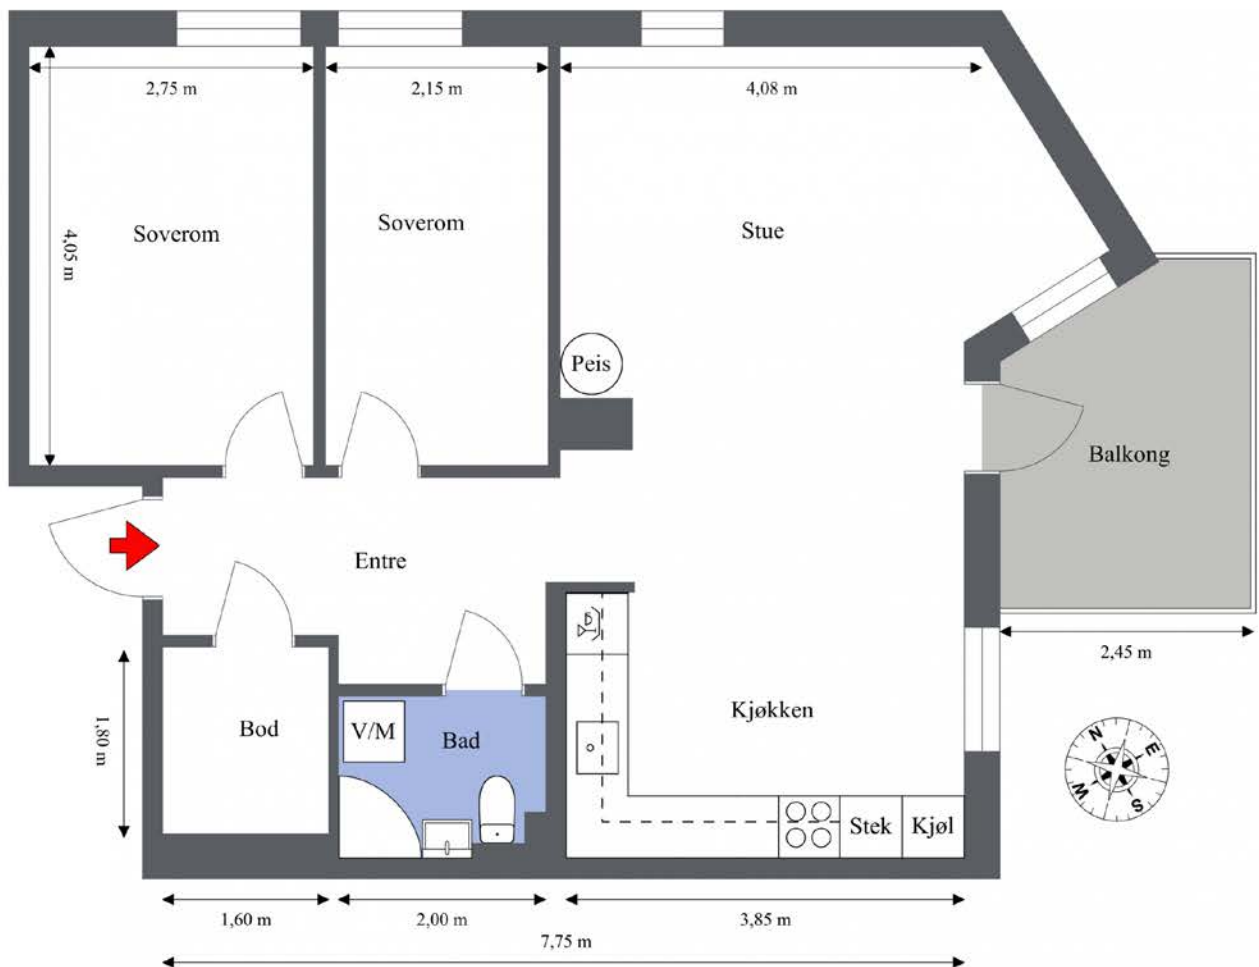 2,75 m
2,15 m
4,08 m
4,05 m
Soverom
Soverom
Stue
Peis
Balkong
Entre
2,45 m
Kjøkken
Bod
V/M
Bad
1,80 m
N
E
W
S
Stek
Kjøl
1,60 m
2,00 m
3,85 m
7,75 m